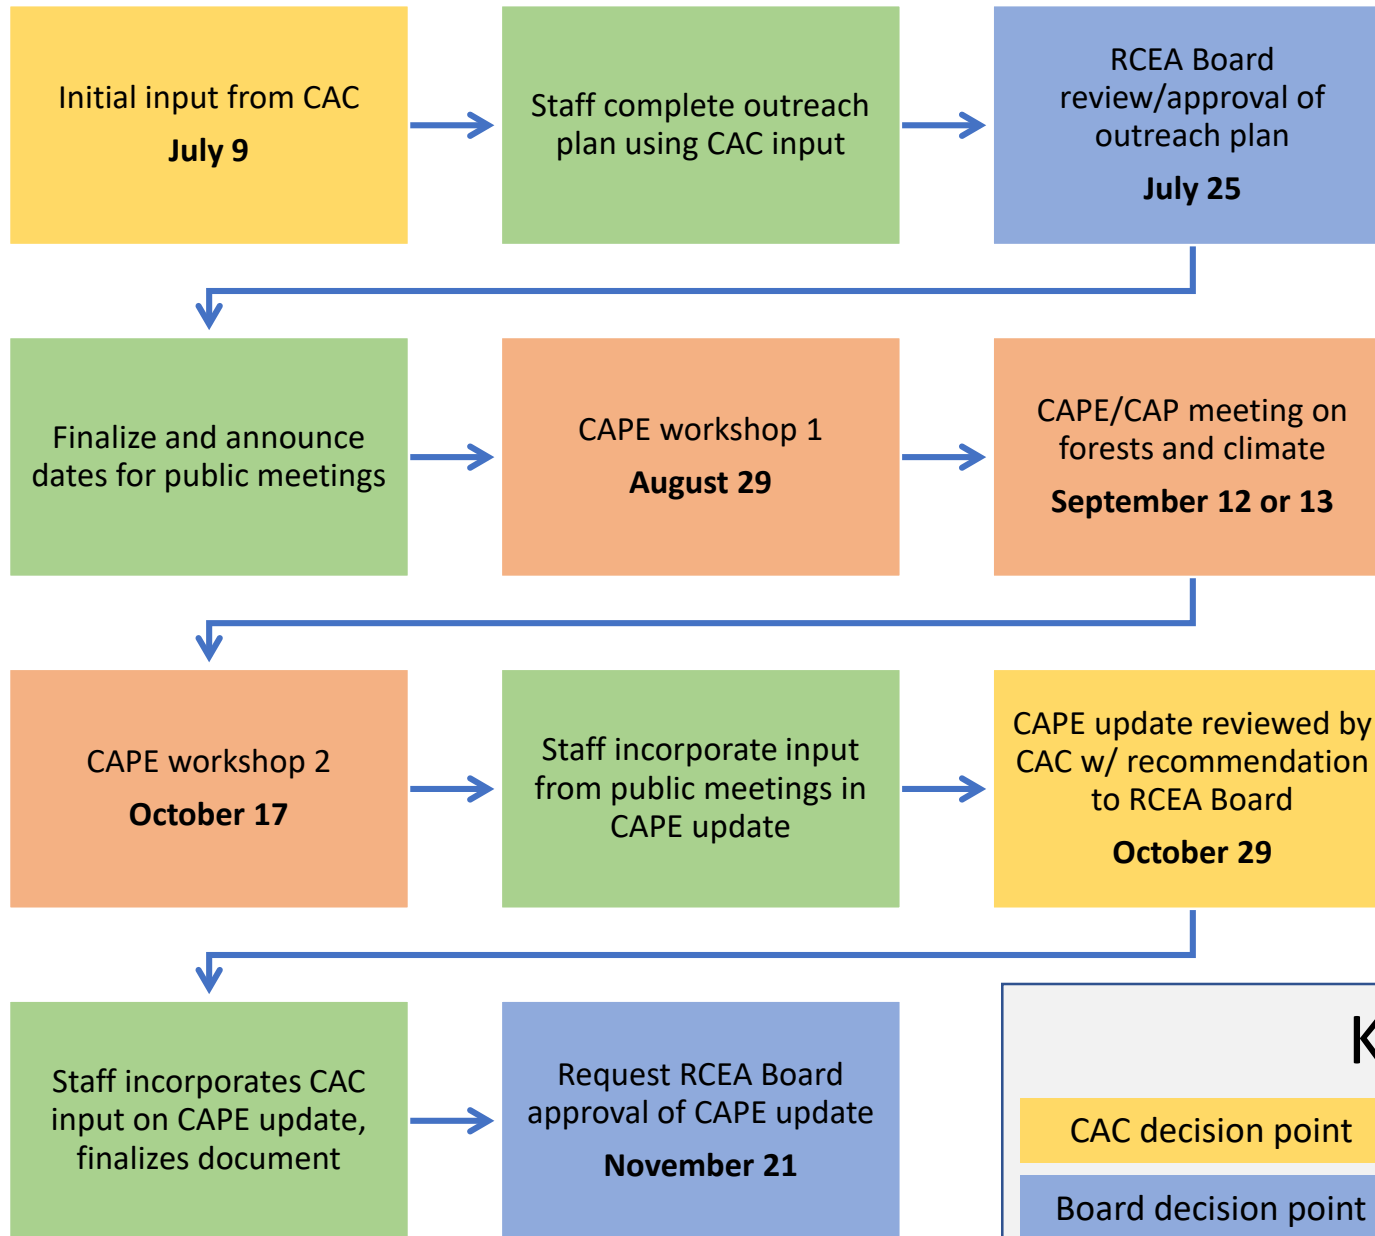 Initial input from CAC
July 9
Staff complete outreach
plan using CAC input
RCEA Board
review/approval of
outreach plan
July 25
Finalize and announce
dates for public meetings
CAPE workshop 1
August 29
CAPE/CAP meeting on
forests and climate
September 12 or 13
CAPE workshop 2
October 17
Staff incorporate input
from public meetings in
CAPE update
CAPE update reviewed by
CAC w/ recommendation
to RCEA Board
October 29
Staff incorporates CAC
input on CAPE update,
finalizes document
Request RCEA Board
approval of CAPE update
November 21
CAC decision point
Board decision point